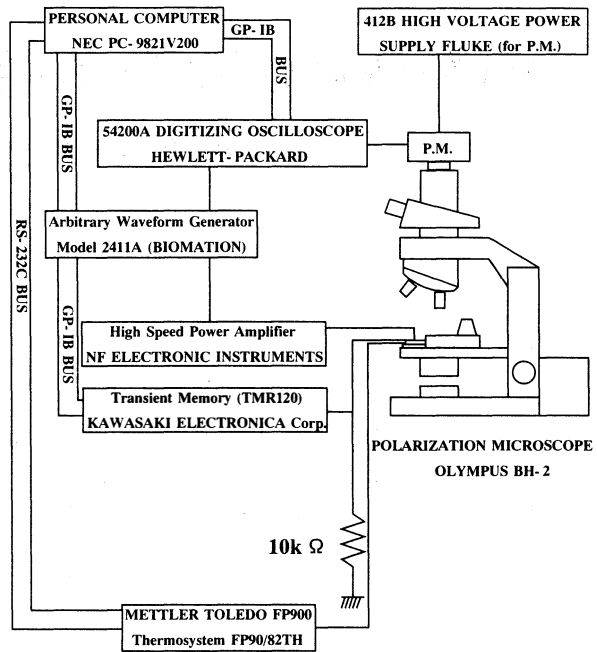 PERSONAL COMPUTER
NEC PC- 9821V200
412B HIGH VOLTAGE POWER
SUPPLY FLUKE (for P.M.)
GP- IB
BUS
GP- IB BUS
54200A DIGITIZING OSCILLOSCOPE
HEWLETT- PACKARD
P.M.
Arbitrary Waveform Generator
Model 2411A (BIOMATION)
RS- 232C BUS
GP- IB BUS
High Speed Power Amplifier
NF ELECTRONIC INSTRUMENTS
Transient Memory (TMR120)
KAWASAKI ELECTRONICA Corp.
POLARIZATION MICROSCOPE
OLYMPUS BH- 2
10k Ω
METTLER TOLEDO FP900
Thermosystem FP90/82TH